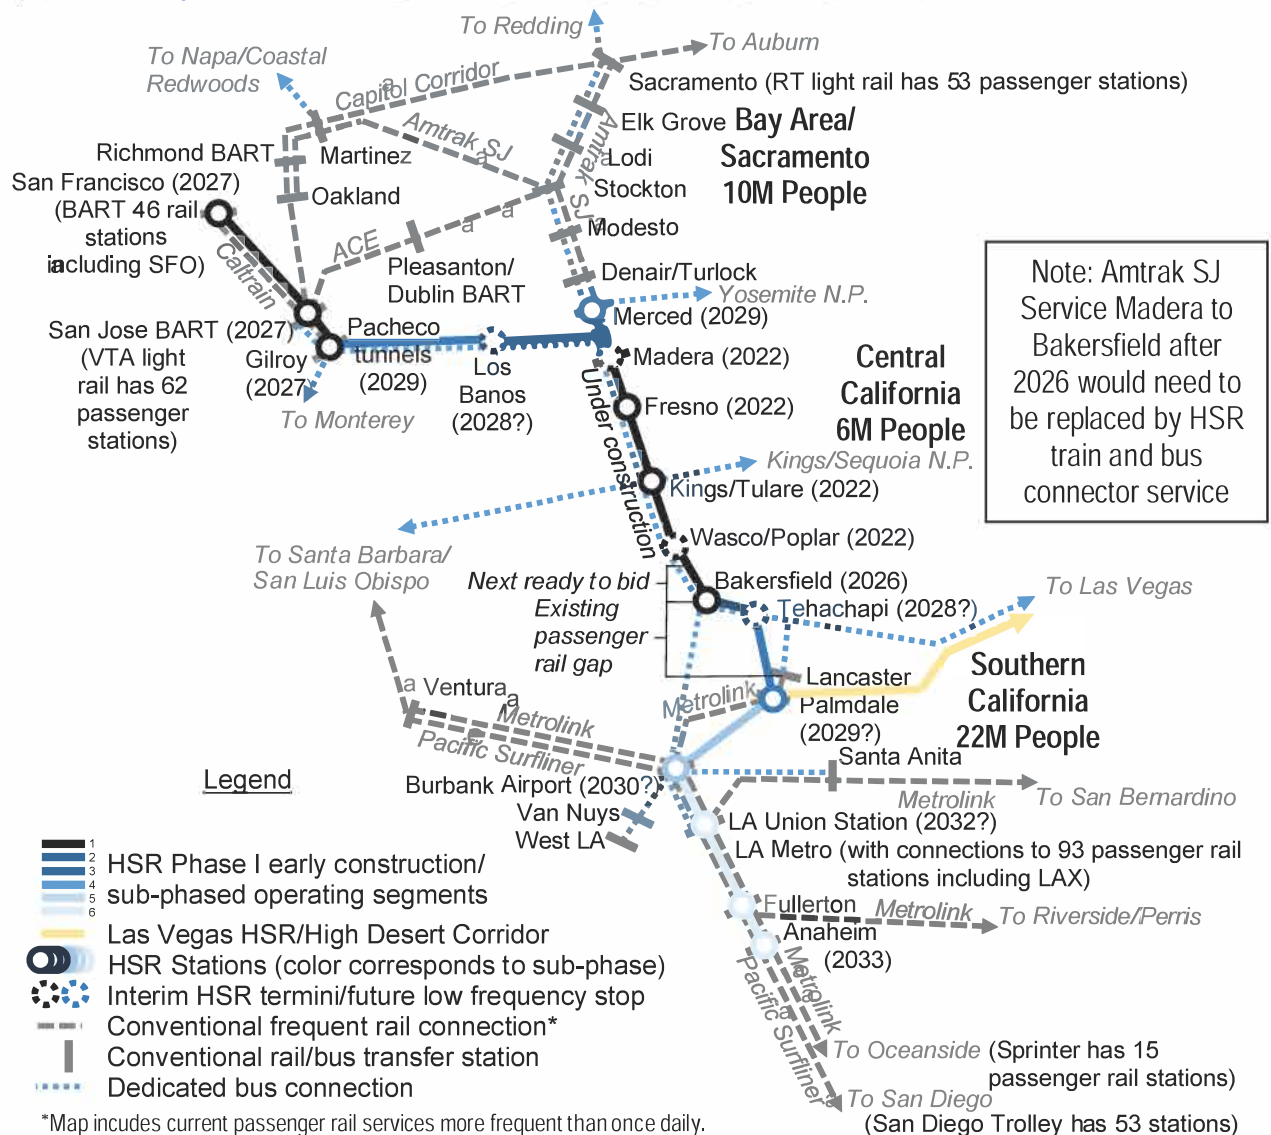 To Redding
To Auburn
To Napa/Coastal
Redwoods
Capitol Corridor
Sacramento (RT light rail has 53 passenger stations)
Amtrak SJ
Amtrak SJ
Elk Grove
Bay Area/
Sacramento
10M People
Richmond BART
Martinez
Lodi
San Francisco (2027)
(BART 46 rail
stations
including SFO)
Oakland
Stockton
Modesto
Caltrain
ACE
Pleasanton/
Dublin BART
Denair/Turlock
Yosemite N.P.
Merced (2029)
San Jose BART (2027)
(VTA light
rail has 62
passenger
stations)
Gilroy
(2027)
Pacheco
tunnels
(2029)
Los
Banos
(2028?)
To Monterey
Madera (2022)
Under construction
Fresno (2022)
Central
California
6M People
Note: Amtrak SJ
Service Madera to
Bakersfield after
2026 would need to
be replaced by HSR
train and bus
connector service
Kings/Sequoia N.P.
Kings/Tulare (2022)
Wasco/Poplar (2022)
To Santa Barbara/
San Luis Obispo
Next ready to bid
Existing
passenger
rail gap
Bakersfield (2026)
Tehachapi (2028?)
To Las Vegas
Southern
California
22M People
Lancaster
Palmdale
(2029?)
Metrolink
Ventura
Metrolink
Pacific Surfliner
Santa Anita
Metrolink
To San Bernardino
Burbank Airport (2030?)
Van Nuys
West LA
LA Union Station (2032?)
LA Metro (with connections to 93 passenger rail
stations including LAX)
Fullerton
Metrolink
To Riverside/Perris
Anaheim
(2033)
Metrolink
Pacific Surfliner
To Oceanside (Sprinter has 15
passenger rail stations)
To San Diego
(San Diego Trolley has 53 stations)
Legend
1
2
3
4
5
6
HSR Phase I early construction/
sub-phased operating segments
Las Vegas HSR/High Desert Corridor
HSR Stations (color corresponds to sub-phase)
Interim HSR termini/future low frequency stop
Conventional frequent rail connection*
Conventional rail/bus transfer station
Dedicated bus connection
*Map includes current passenger rail services more frequent than once daily.